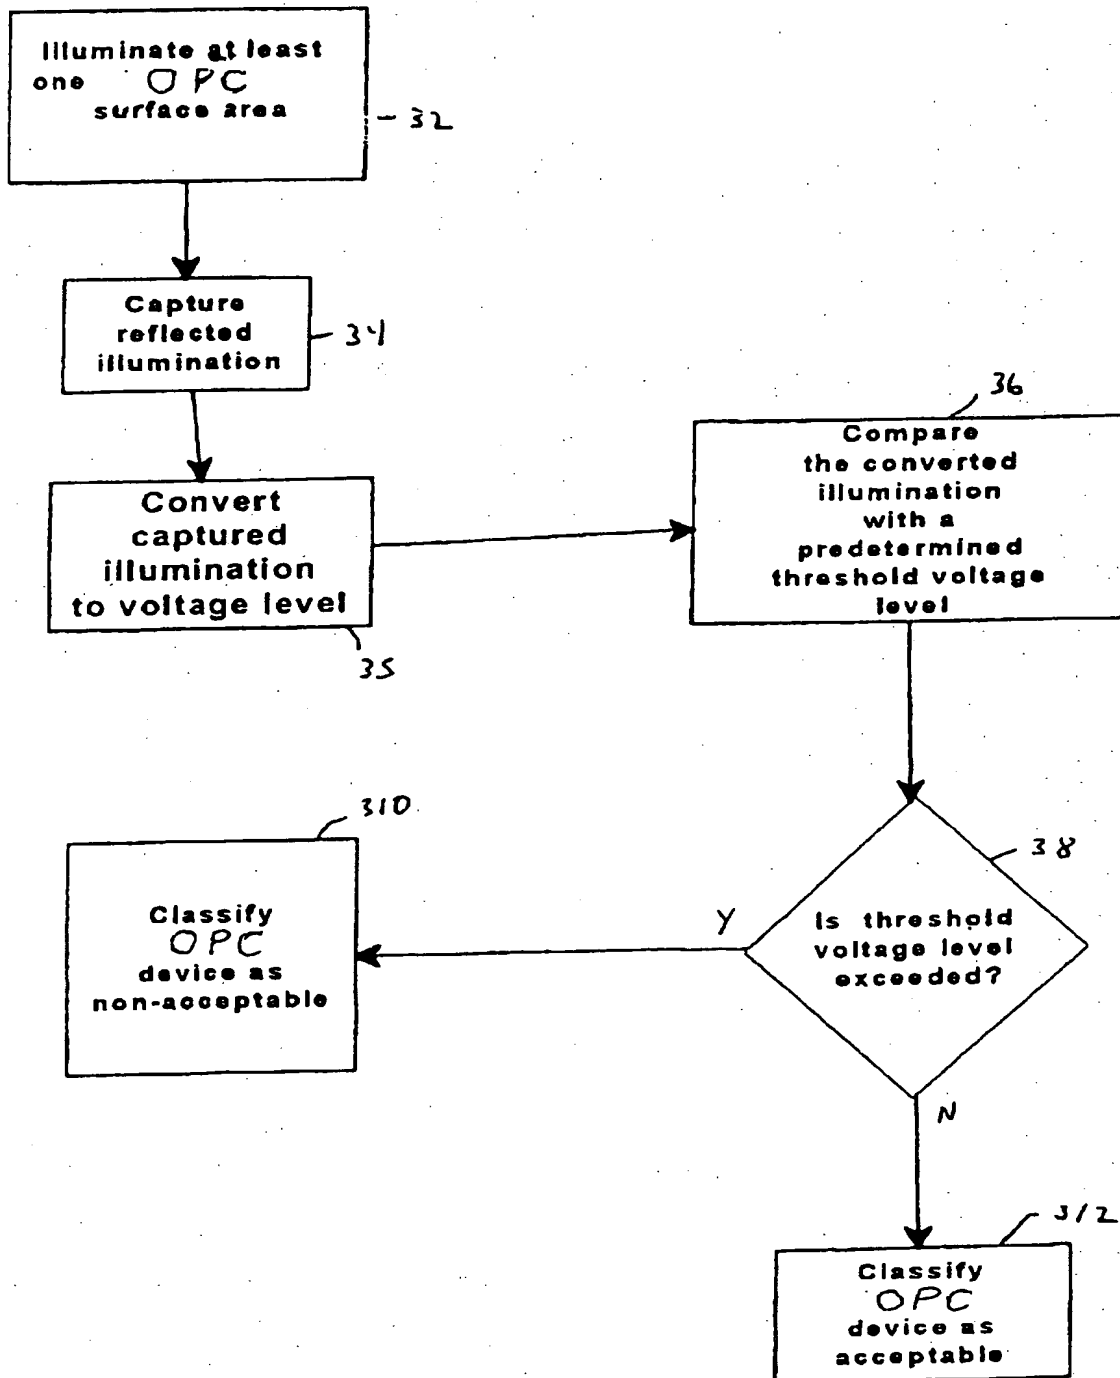 Illuminate at least
one OPC
surface area
32
Capture
reflected
illumination
34
Convert
captured
illumination
to voltage level
35
36
Compare
the converted
illumination
with a
predetermined
threshold voltage
level
38
Is threshold
voltage level
exceeded?
Y
N
310
Classify
OPC
device as
non-acceptable
312
Classify
OPC
device as
acceptable